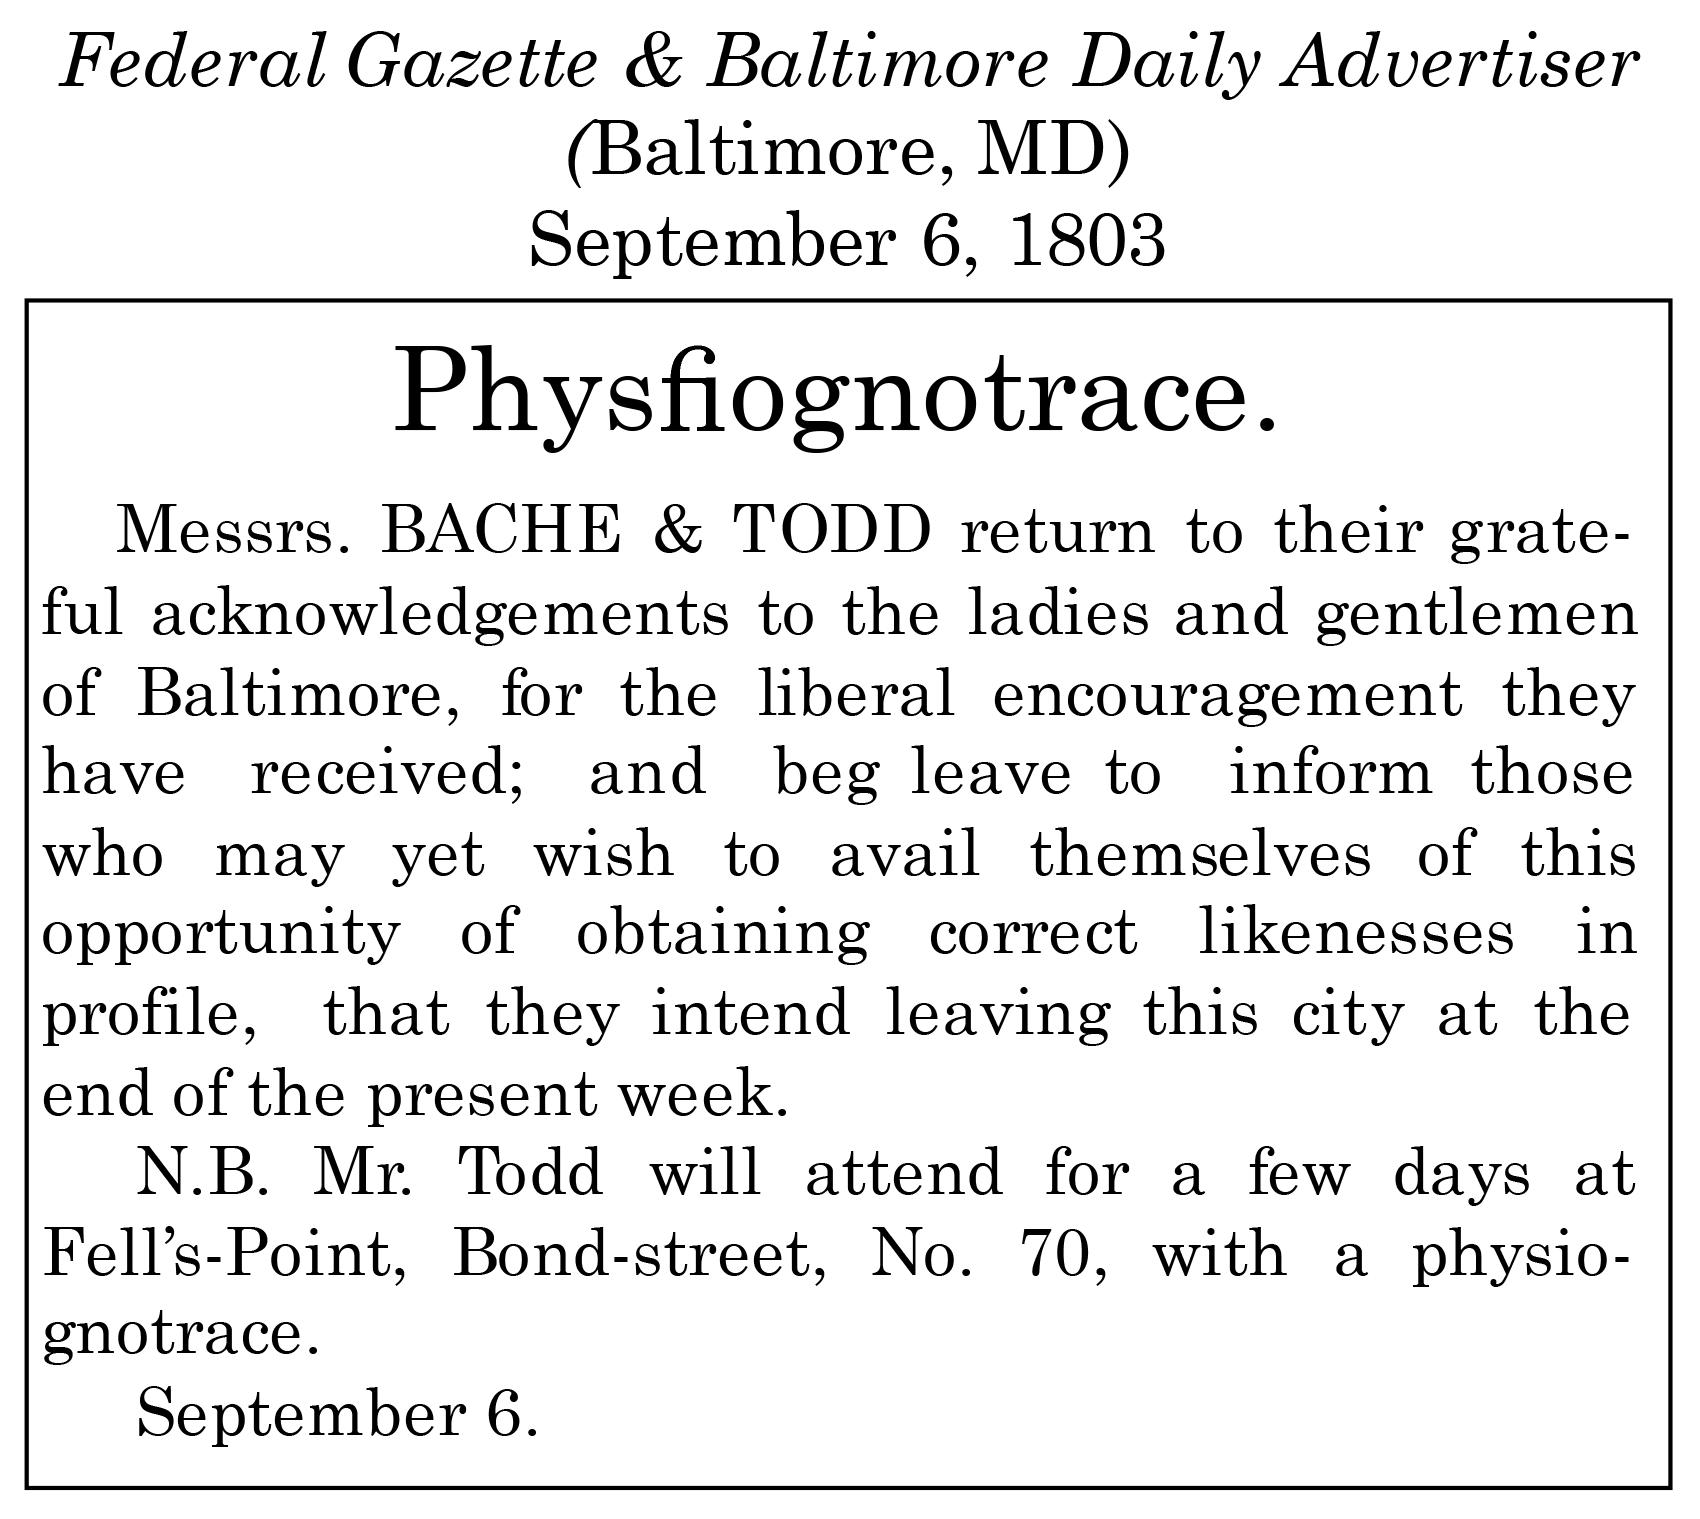 Federal Gazette & Baltimore Daily Advertiser
(Baltimore, MD)
September 6, 1803
Physfiognotrace.
Messrs. BACHE & TODD return to their grate-
ful acknowledgements to the ladies and gentlemen
of Baltimore, for the liberal encouragement they
have received; and beg leave to inform those
who may yet wish to avail themselves of this
opportunity of obtaining correct likenesses in
profile, that they intend leaving this city at the
end of the present week.
N.B. Mr. Todd will attend for a few days at
Fell’s-Point, Bond-street, No. 70, with a physio-
gnotrace.
September 6.